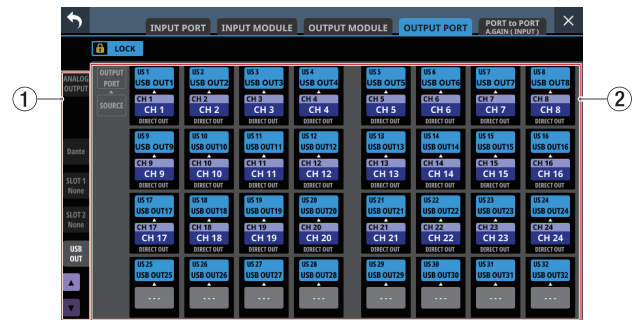 INPUT PORT INPUT MODULE OUTPUT MODULE OUTPUT PORT PORT to PORT
A.GAIN ( INPUT )
LOCK
1
2
ANALOG
OUTPUT
Dante
SLOT 1
None
SLOT 2
None
USB
OUT
OUTPUT
PORT
SOURCE
US 1 US 2 US 3 US 4 US 5 US 6 US 7 US 8
USB OUT1 USB OUT2 USB OUT3 USB OUT4 USB OUT5 USB OUT6 USB OUT7 USB OUT8
CH 1 CH 2 CH 3 CH 4 CH 5 CH 6 CH 7 CH 8
CH 1 CH 2 CH 3 CH 4 CH 5 CH 6 CH 7 CH 8
DIRECT OUT DIRECT OUT DIRECT OUT DIRECT OUT DIRECT OUT DIRECT OUT DIRECT OUT DIRECT OUT
US 9 US 10 US 11 US 12 US 13 US 14 US 15 US 16
USB OUT9 USB OUT10 USB OUT11 USB OUT12 USB OUT13 USB OUT14 USB OUT15 USB OUT16
CH 9 CH 10 CH 11 CH 12 CH 13 CH 14 CH 15 CH 16
CH 9 CH 10 CH 11 CH 12 CH 13 CH 14 CH 15 CH 16
DIRECT OUT DIRECT OUT DIRECT OUT DIRECT OUT DIRECT OUT DIRECT OUT DIRECT OUT DIRECT OUT
US 17 US 18 US 19 US 20 US 21 US 22 US 23 US 24
USB OUT17 USB OUT18 USB OUT19 USB OUT20 USB OUT21 USB OUT22 USB OUT23 USB OUT24
CH 17 CH 18 CH 19 CH 20 CH 21 CH 22 CH 23 CH 24
CH 17 CH 18 CH 19 CH 20 CH 21 CH 22 CH 23 CH 24
DIRECT OUT DIRECT OUT DIRECT OUT DIRECT OUT DIRECT OUT DIRECT OUT DIRECT OUT DIRECT OUT
US 25 US 26 US 27 US 28 US 29 US 30 US 31 US 32
USB OUT25 USB OUT26 USB OUT27 USB OUT28 USB OUT29 USB OUT30 USB OUT31 USB OUT32
--- --- --- --- --- --- --- ---